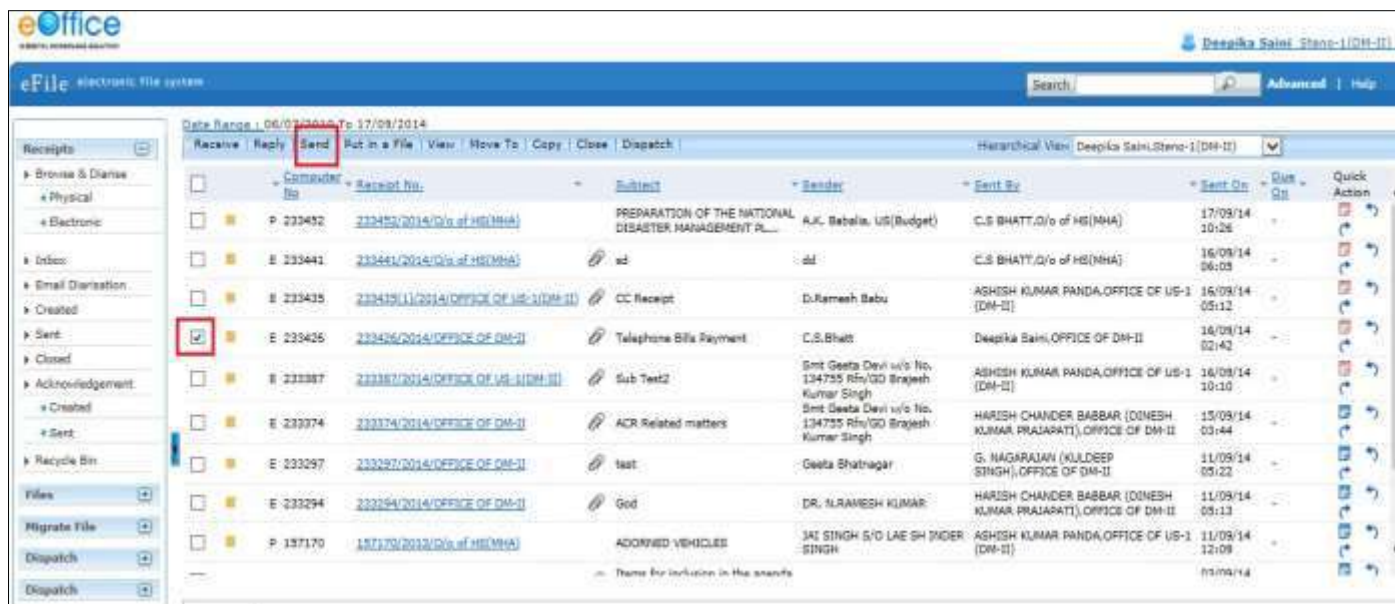 eOffice
Deepika Saini Steno-1(DM-II)
eFile electronic file system
Search
Advanced | Help
Date Range : To 17/09/2014
Receipts
Receive | Reply | Send | Put in a File | View | Move To | Copy | Close | Dispatch |
Hierarchical View Deepika Saini,Steno-1(DM-II)
Browse & Diarise
Physical
Electronic
Inbox
Email Diarisation
Created
Sent
Closed
Acknowledgement
Created
Sent
Recycle Bin
Files
Migrate File
Dispatch
Dispatch
Computer No Receipt No. Subject Sender Sent By Sent On Due On Quick Action
P 233452 233452/2014/O/o of HS(MHA) PREPARATION OF THE NATIONAL DISASTER MANAGEMENT PL... A.K. US(Budget) C.S BHATT,O/o of HS(MHA) 17/09/14 10:26 -
E 233441 233441/2014/O/o of HS(MHA) sd dd C.S BHATT,O/o of HS(MHA) 16/09/14 06:05 -
E 233435 233435(1)/2014/OFFICE OF US-1(DM-II) CC Receipt D.Ramesh Babu ASHISH KUMAR PANDA,OFFICE OF US-1 (DM-II) 16/09/14 05:12 -
E 233426 233426/2014/OFFICE OF DM-II Telephone Bills Payment C.S.Bhatt Deepika Saini,OFFICE OF DM-II 16/09/14 02:42 -
E 233387 233387/2014/OFFICE OF US-1(DM-II) Sub Test2 Smt Geeta Devi w/o No. 134755 Rfn/GD Brajesh Kumar Singh ASHISH KUMAR PANDA,OFFICE OF US-1 (DM-II) 16/09/14 10:10 -
E 233374 233374/2014/OFFICE OF DM-II ACR Related matters Smt Geeta Devi w/o No. 134755 Rfn/GD Brajesh Kumar Singh HARISH CHANDER BABBAR (DINESH KUMAR PRAJAPATI),OFFICE OF DM-II 15/09/14 03:44 -
E 233297 233297/2014/OFFICE OF DM-II test Geeta Bhatnagar G. NAGARAJAN (KULDEEP SINGH),OFFICE OF DM-II 11/09/14 05:22 -
E 233294 233294/2014/OFFICE OF DM-II God DR. N.RAMESH KUMAR HARISH CHANDER BABBAR (DINESH KUMAR PRAJAPATI),OFFICE OF DM-II 11/09/14 05:13 -
P 157170 157170/2013/O/o of HS(MHA) ADORNED VEHICLES JAI SINGH S/O LAE SH INDER SINGH ASHISH KUMAR PANDA,OFFICE OF US-1 (DM-II) 11/09/14 12:09 -
Items for inclusion in the agenda